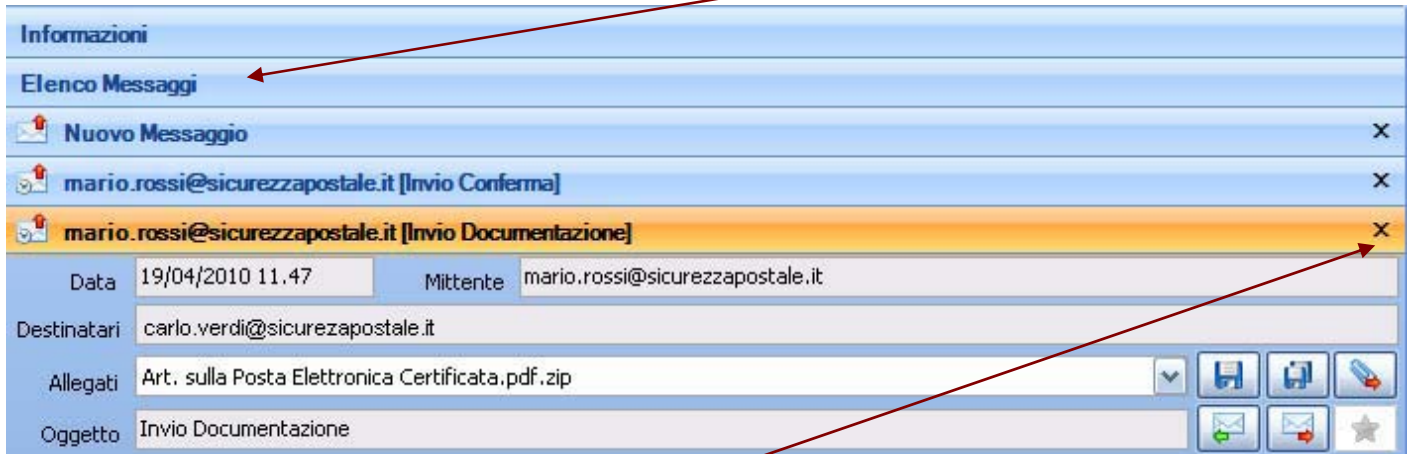 Informazioni
Elenco Messaggi
Nuovo Messaggio
mario.rossi@sicurezzapostale.it [Invio Conferma]
mario.rossi@sicurezzapostale.it [Invio Documentazione]
Data 19/04/2010 11.47 Mittente mario.rossi@sicurezzapostale.it
Destinatari carlo.verdi@sicurezapostale.it
Allegati Art. sulla Posta Elettronica Certificata.pdf.zip
Oggetto Invio Documentazione